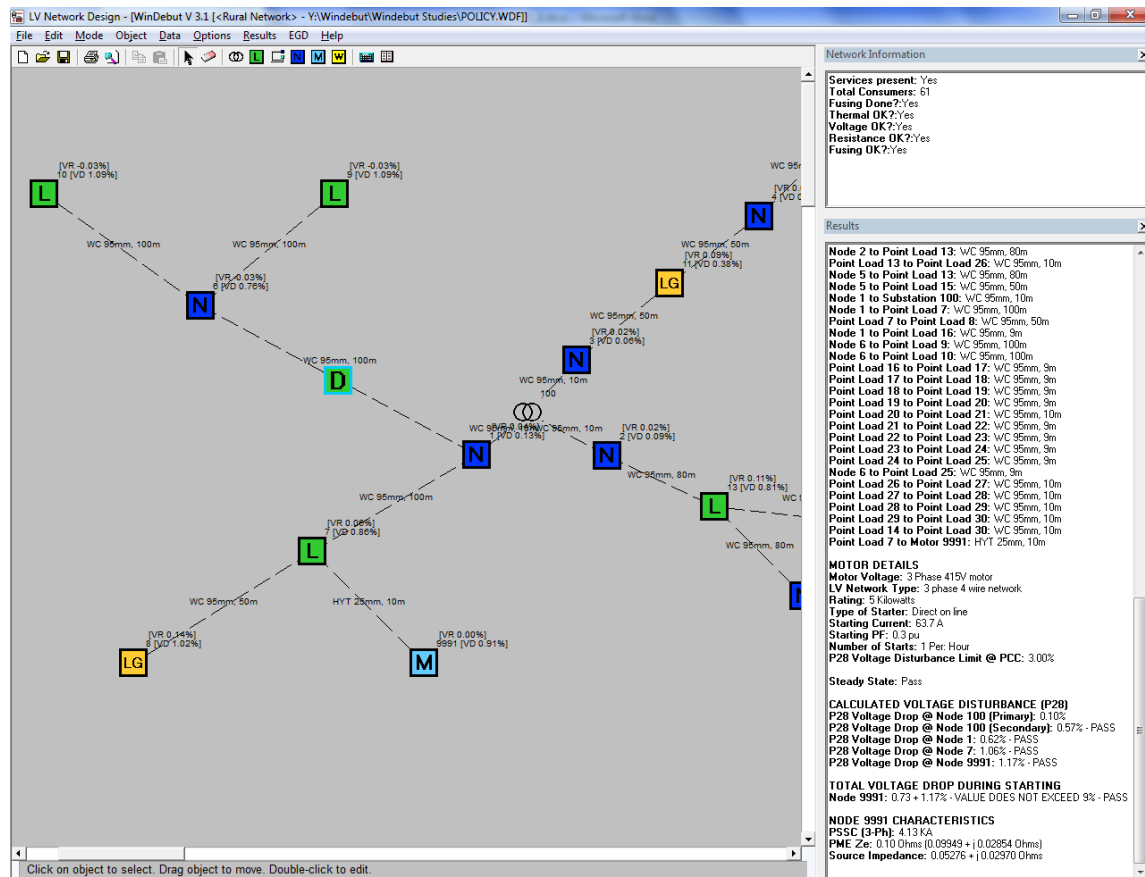 LV Network Design - [WinDebut V 3.1 [<Rural Network> - Y:\Windebut\Windebut Studies\POLICY.WDF]]
File Edit Mode Object Data Options Results EGD Help
L N M W
[VR -0.03%]
10 [VD 1.09%]
L
[VR -0.03%]
9 [VD 1.09%]
L
WC 95mm, 100m
WC 95mm, 100m
[VR -0.03%]
6 [VD 0.76%]
N
WC 95mm, 100m
D
WC 95m
[VR 0.0
4 [VD 0.
N
WC 95mm, 50m
[VR 0.09%]
11 [VD 0.38%]
LG
WC 95mm, 50m
[VR 0.02%]
3 [VD 0.06%]
N
WC 95mm, 10m
100
WC 95mm, 10m
1 [VD 0.13%]
N
WC 95mm, 10m
[VR 0.02%]
2 [VD 0.09%]
N
WC 95mm, 80m
[VR 0.11%]
13 [VD 0.81%]
L
WC 95mm, 80m
N
WC 95mm, 100m
7 [VD 0.86%]
L
WC 95mm, 50m
HYT 25mm, 10m
[VR 0.14%]
8 [VD 1.02%]
LG
[VR 0.00%]
9991 [VD 0.91%]
M
Click on object to select. Drag object to move. Double-click to edit.
Network Information
Services present: Yes
Total Consumers: 61
Fusing Done?:Yes
Thermal OK?:Yes
Voltage OK?:Yes
Resistance OK?:Yes
Fusing OK?:Yes
Results
Node 2 to Point Load 13: WC 95mm, 80m
Point Load 13 to Point Load 26: WC 95mm, 10m
Node 5 to Point Load 13: WC 95mm, 80m
Node 5 to Point Load 15: WC 95mm, 50m
Node 1 to Substation 100: WC 95mm, 10m
Node 1 to Point Load 7: WC 95mm, 100m
Point Load 7 to Point Load 8: WC 95mm, 50m
Node 1 to Point Load 16: WC 95mm, 9m
Node 6 to Point Load 9: WC 95mm, 100m
Node 6 to Point Load 10: WC 95mm, 100m
Point Load 16 to Point Load 17: WC 95mm, 9m
Point Load 17 to Point Load 18: WC 95mm, 9m
Point Load 18 to Point Load 19: WC 95mm, 9m
Point Load 19 to Point Load 20: WC 95mm, 9m
Point Load 20 to Point Load 21: WC 95mm, 10m
Point Load 21 to Point Load 22: WC 95mm, 9m
Point Load 22 to Point Load 23: WC 95mm, 9m
Point Load 23 to Point Load 24: WC 95mm, 9m
Point Load 24 to Point Load 25: WC 95mm, 9m
Node 6 to Point Load 25: WC 95mm, 9m
Point Load 26 to Point Load 27: WC 95mm, 10m
Point Load 27 to Point Load 28: WC 95mm, 10m
Point Load 28 to Point Load 29: WC 95mm, 10m
Point Load 29 to Point Load 30: WC 95mm, 10m
Point Load 14 to Point Load 30: WC 95mm, 10m
Point Load 7 to Motor 9991: HYT 25mm, 10m
MOTOR DETAILS
Motor Voltage: 3 Phase 415V motor
LV Network Type: 3 phase 4 wire network
Rating: 5 Kilowatts
Type of Starter: Direct on line
Starting Current: 63.7 A
Starting PF: 0.3 pu
Number of Starts: 1 Per: Hour
P28 Voltage Disturbance Limit @ PCC: 3.00%
Steady State: Pass
CALCULATED VOLTAGE DISTURBANCE (P28)
P28 Voltage Drop @ Node 100 (Primary): 0.10%
P28 Voltage Drop @ Node 100 (Secondary): 0.57% - PASS
P28 Voltage Drop @ Node 1: 0.62% - PASS
P28 Voltage Drop @ Node 7: 1.06% - PASS
P28 Voltage Drop @ Node 9991: 1.17% - PASS
TOTAL VOLTAGE DROP DURING STARTING
Node 9991: 0.73 + 1.17% - VALUE DOES NOT EXCEED 9% - PASS
NODE 9991 CHARACTERISTICS
PSSC (3-Ph): 4.13 KA
PME Ze: 0.10 Ohms (0.09949 + j 0.02854 Ohms)
Source Impedance: 0.05276 + j 0.02970 Ohms